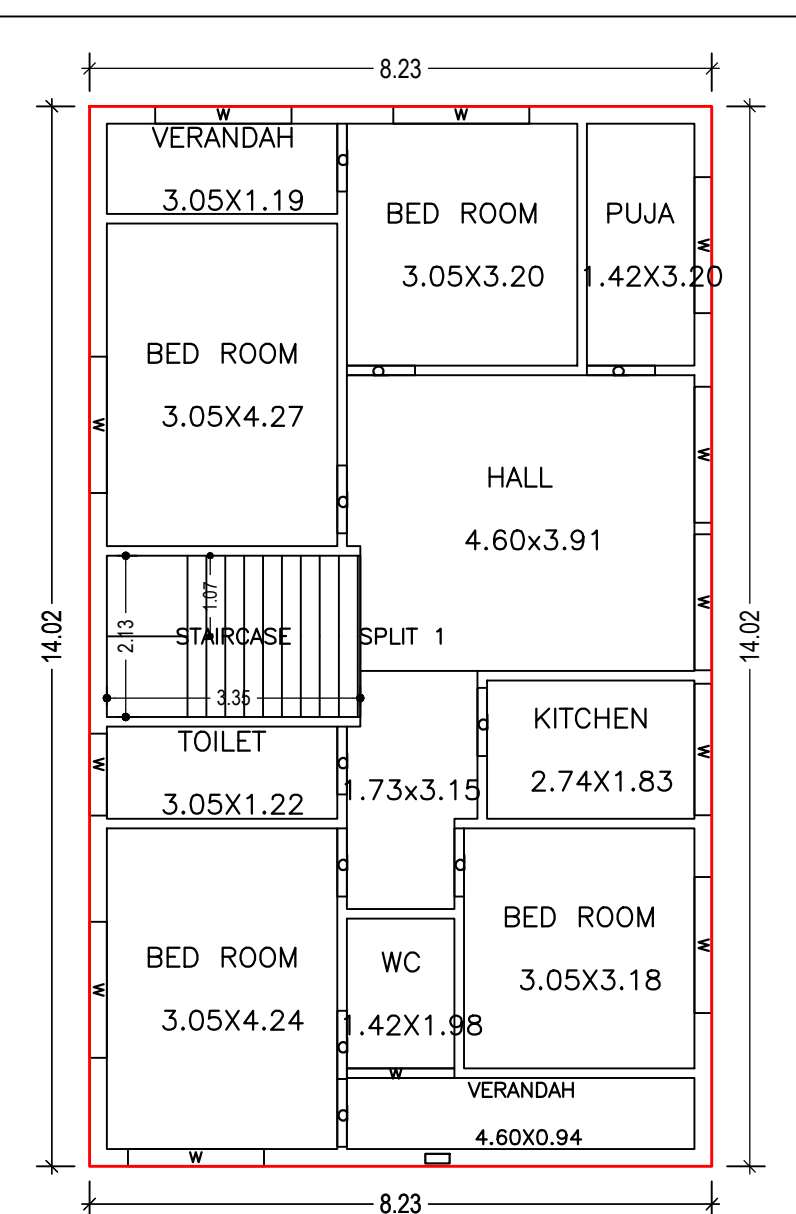 8.23
W
W
VERANDAH
3.05X1.19
BED ROOM
3.05X3.20
PUJA
1.42X3.20
W
BED ROOM
3.05X4.27
W
HALL
4.60x3.91
W
W
14.02
14.02
1.07
2.13
STAIRCASE
SPLIT 1
3.35
TOILET
3.05X1.22
W
1.73x3.15
KITCHEN
2.74X1.83
W
BED ROOM
3.05X4.24
W
WC
1.42X1.98
W
BED ROOM
3.05X3.18
W
VERANDAH
4.60X0.94
W
8.23